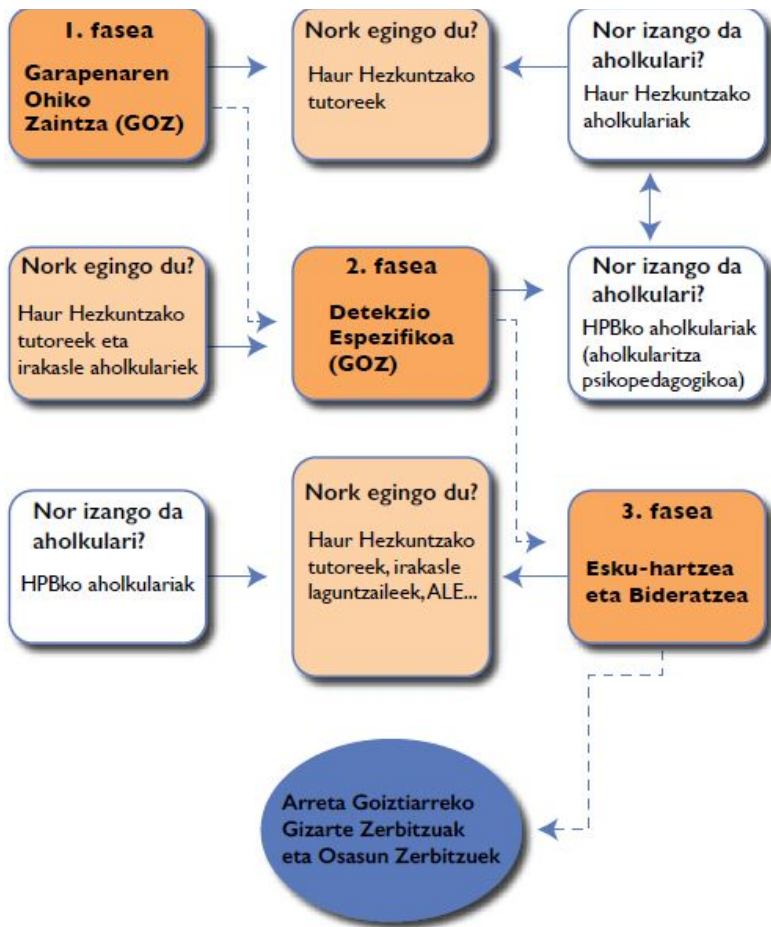 1. fasea
Garapenaren
Ohiko
Zaintza (GOZ)
Nork egingo du?
Haur Hezkuntzako
tutoreek
Nor izango da
aholkulari?
Haur Hezkuntzako
aholkulariak
Nork egingo du?
Haur Hezkuntzako
tutoreek eta
irakasle aholkulariek
2. fasea
Detekzio
Espezifikoa
(GOZ)
Nor izango da
aholkulari?
HPBko aholkulariak
(aholkularitza
psikopedagogikoa)
Nor izango da
aholkulari?
HPBko aholkulariak
Nork egingo du?
Haur Hezkuntzako
tutoreek, irakasle
laguntzaileek, ALE...
3. fasea
Esku-hartzea
eta Bideratzea
Arreta Goiztiarreko
Gizarte Zerbitzuak
eta Osasun Zerbitzuek